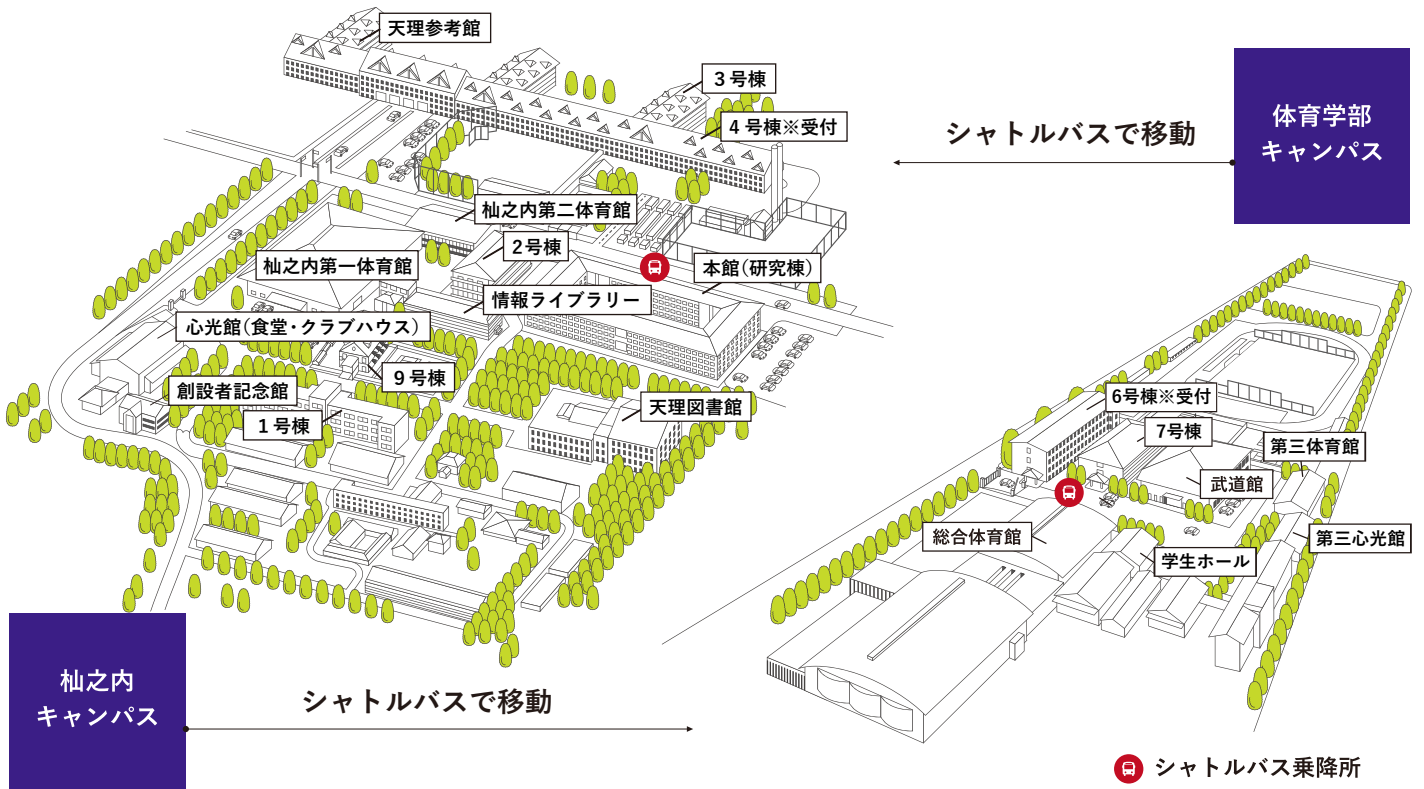 天理参考館
3号棟
4号棟※受付
体育学部
キャンパス
シャトルバスで移動
杣之内第二体育館
2号棟
杣之内第一体育館
本館(研究棟)
情報ライブラリー
心光館(食堂・クラブハウス)
9号棟
創設者記念館
1号棟
天理図書館
6号棟※受付
7号棟
第三体育館
武道館
総合体育館
第三心光館
学生ホール
杣之内
キャンパス
シャトルバスで移動
シャトルバス乗降所